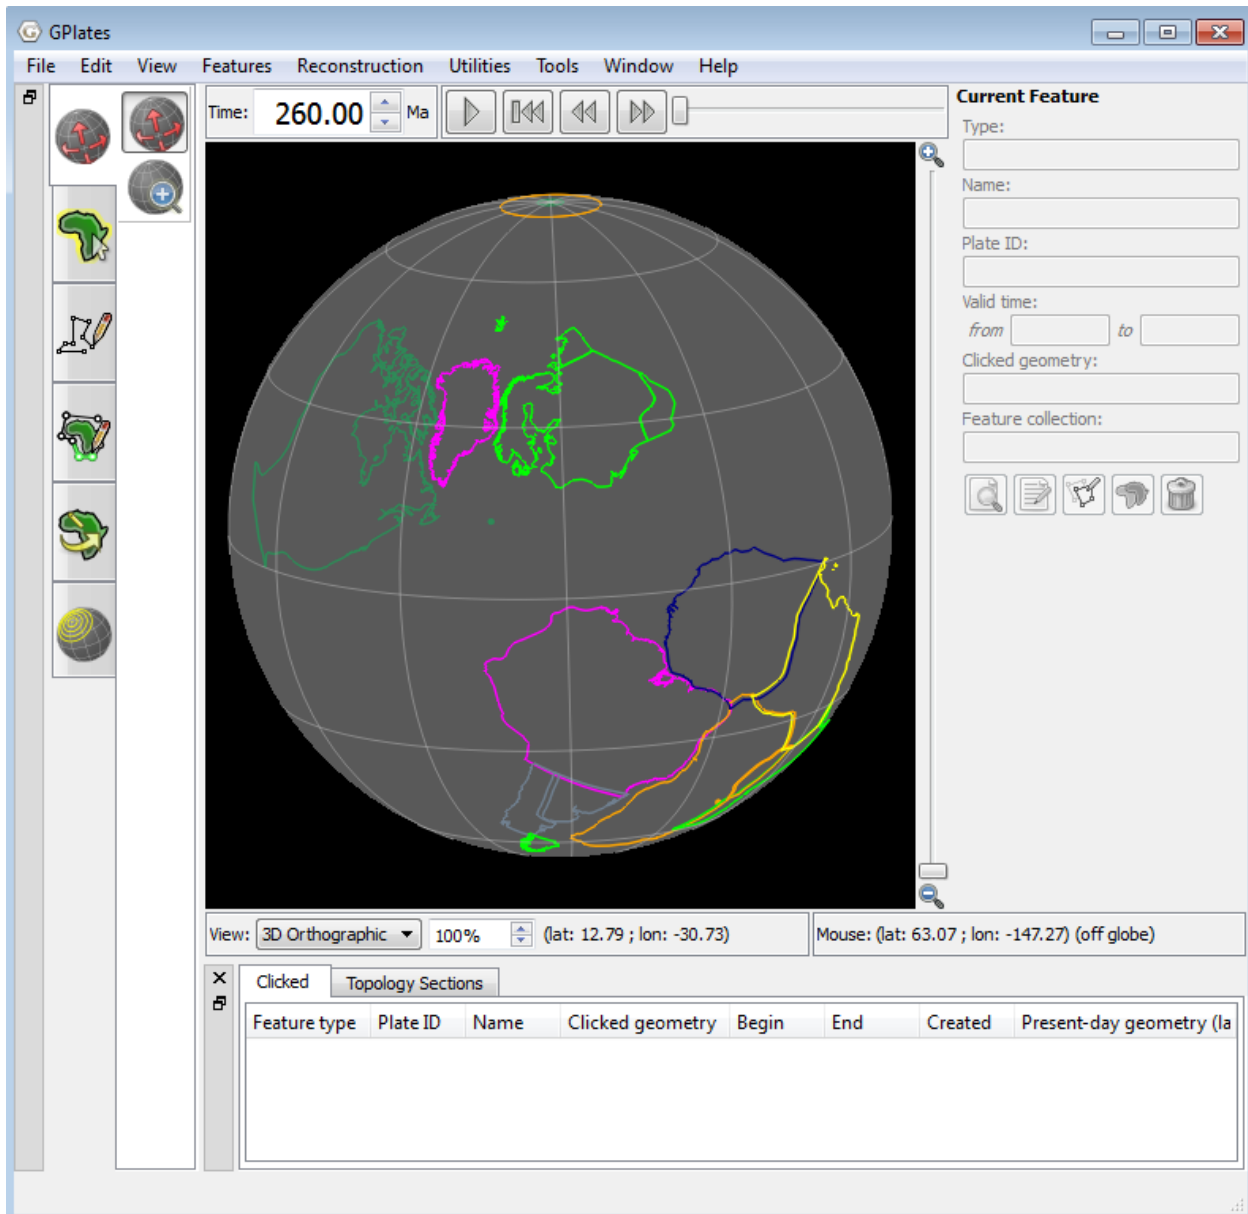 GPlates
File Edit View Features Reconstruction Utilities Tools Window Help
Time: 260.00 Ma
Current Feature
Type:
Name:
Plate ID:
Valid time:
from to
Clicked geometry:
Feature collection:
View: 3D Orthographic 100% (lat: 12.79 ; lon: -30.73) Mouse: (lat: 63.07 ; lon: -147.27) (off globe)
Clicked Topology Sections
Feature type Plate ID Name Clicked geometry Begin End Created Present-day geometry (la